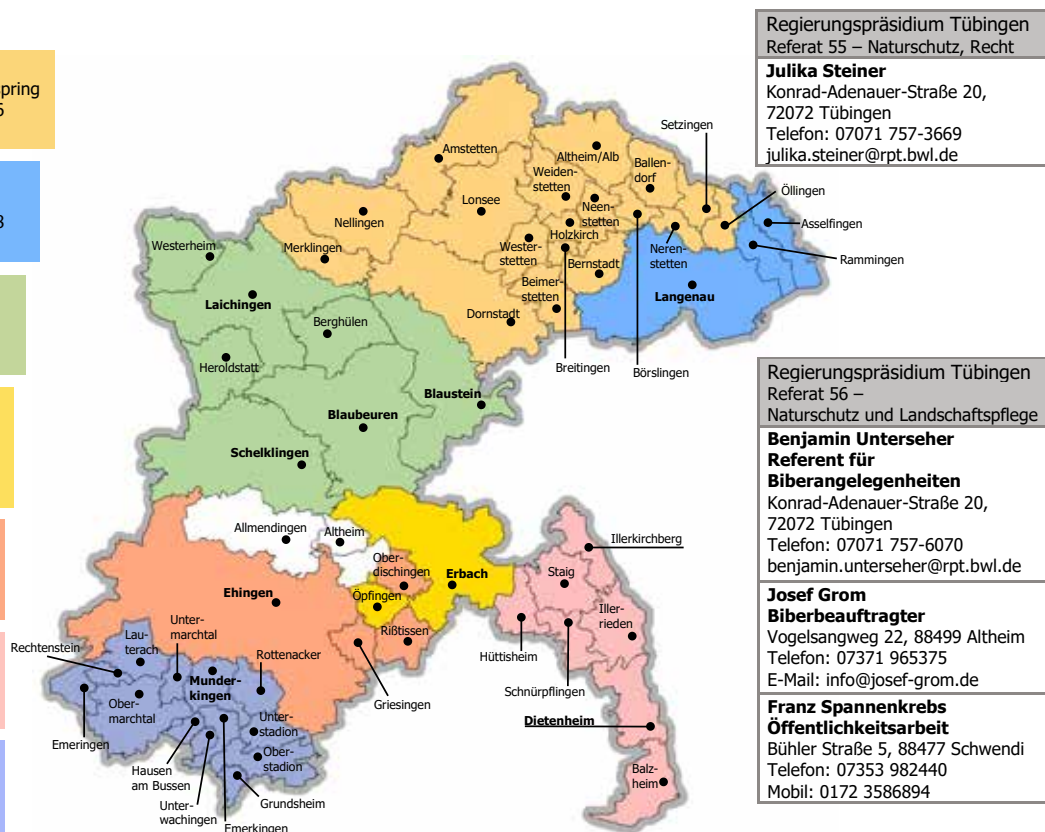 pring
Regierungspräsidium Tübingen
Referat 55 – Naturschutz, Recht
Julika Steiner
Konrad-Adenauer-Straße 20,
72072 Tübingen
Telefon: 07071 757-3669
julika.steiner@rpt.bwl.de
Setzingen
Amstetten
Altheim/Alb
Ballen-
dorf
Weiden-
stetten
Öllingen
Lonsee
Neen-
stetten
Nellingen
Asselfingen
Holzkirch
Westerheim
Merklingen
Wester-
stetten
Neren-
stetten
Rammingen
Bernstadt
Beimer-
stetten
Langenau
Laichingen
Dornstadt
Berghülen
Heroldstatt
Breitingen
Börslingen
Blaustein
Blaubeuren
Schelklingen
Regierungspräsidium Tübingen
Referat 56 –
Naturschutz und Landschaftspflege
Benjamin Unterseher
Referent für
Biberangelegenheiten
Konrad-Adenauer-Straße 20,
72072 Tübingen
Telefon: 07071 757-6070
benjamin.unterseher@rpt.bwl.de
Josef Grom
Biberbeauftragter
Vogelsangweg 22, 88499 Altheim
Telefon: 07371 965375
E-Mail: info@josef-grom.de
Franz Spannenkrebs
Öffentlichkeitsarbeit
Bühler Straße 5, 88477 Schwendi
Telefon: 07353 982440
Mobil: 0172 3586894
Allmendingen
Altheim
Illerkirchberg
Ober-
dischingen
Erbach
Staig
Ehingen
Öpfingen
Iller-
rieden
Rißtissen
Unter-
marchtal
Lau-
terach
Rechtenstein
Rottenacker
Hüttisheim
Munder-
kingen
Schnürpflingen
Ober-
marchtal
Griesingen
Dietenheim
Unter-
stadion
Emeringen
Ober-
stadion
Hausen
am Bussen
Balz-
heim
Unter-
wachingen
Grundsheim
Emerkingen